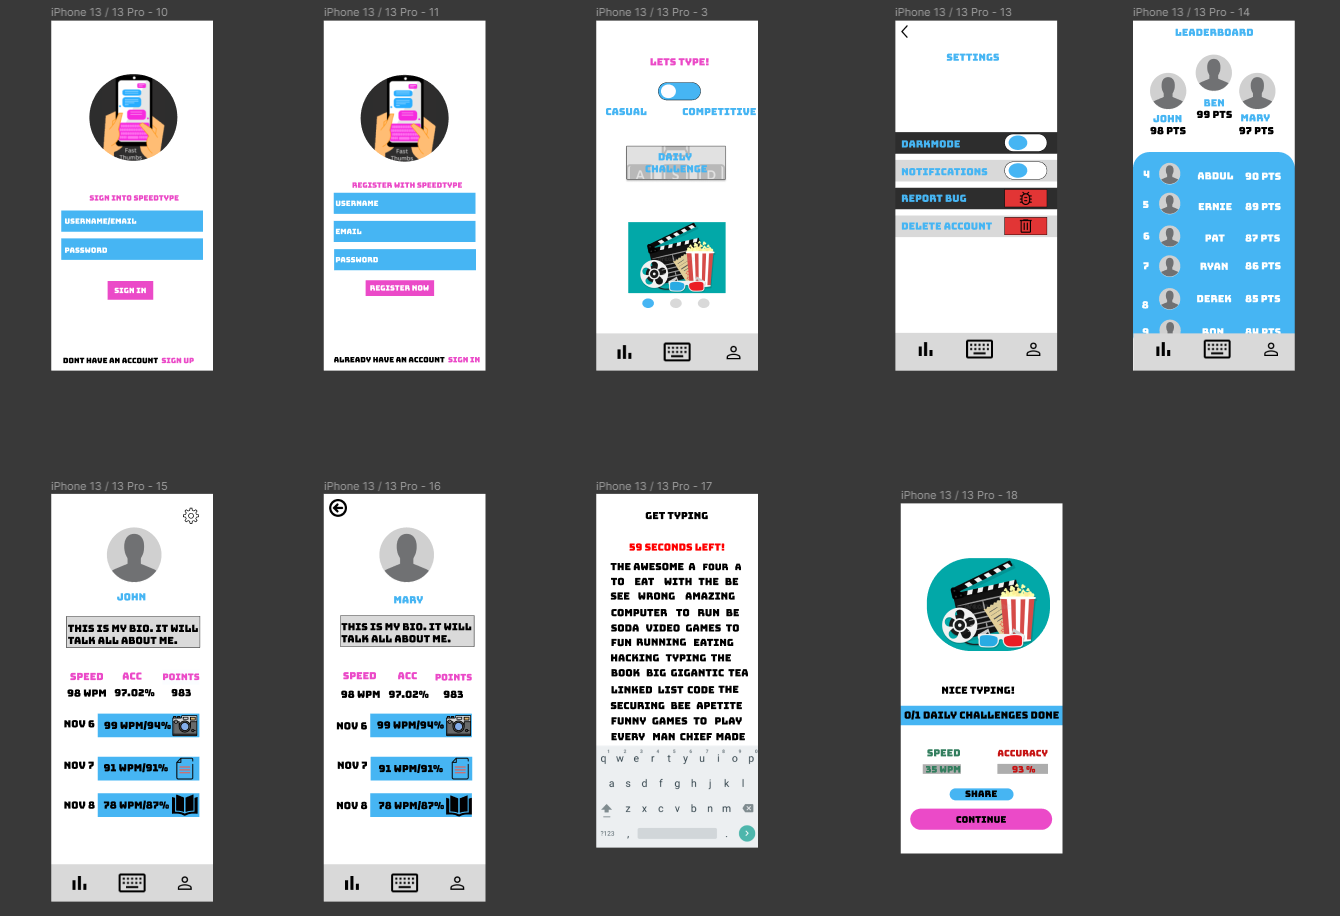 iPhone 13 / 13 Pro - 10
Fast
Thumbs
SIGN INTO SPEEDTYPE
USERNAME/EMAIL
PASSWORD
SIGN IN
DONT HAVE AN ACCOUNT SIGN UP
iPhone 13 / 13 Pro - 11
Fast
Thumbs
REGISTER WITH SPEEDTYPE
USERNAME
EMAIL
PASSWORD
REGISTER NOW
ALREADY HAVE AN ACCOUNT SIGN IN
iPhone 13 / 13 Pro - 3
LETS TYPE!
CASUAL COMPETITIVE
DAILY
CHALLENGE
A S D
iPhone 13 / 13 Pro - 13
SETTINGS
DARKMODE
NOTIFICATIONS
REPORT BUG
DELETE ACCOUNT
iPhone 13 / 13 Pro - 14
LEADERBOARD
BEN
99 PTS
JOHN
98 PTS
MARY
97 PTS
4 ABDUL 90 PTS
5 ERNIE 89 PTS
6 PAT 87 PTS
7 RYAN 86 PTS
8 DEREK 85 PTS
9 RON 84 PTS
iPhone 13 / 13 Pro - 15
JOHN
THIS IS MY BIO. IT WILL
TALK ALL ABOUT ME.
SPEED ACC POINTS
98 WPM 97.02% 983
NOV 6 99 WPM/94%
NOV 7 91 WPM/91%
NOV 8 78 WPM/87%
iPhone 13 / 13 Pro - 16
MARY
THIS IS MY BIO. IT WILL
TALK ALL ABOUT ME.
SPEED ACC POINTS
98 WPM 97.02% 983
NOV 6 99 WPM/94%
NOV 7 91 WPM/91%
NOV 8 78 WPM/87%
iPhone 13 / 13 Pro - 17
GET TYPING
59 SECONDS LEFT!
THE AWESOME A FOUR A
TO EAT WITH THE BE
SEE WRONG AMAZING
COMPUTER TO RUN BE
SODA VIDEO GAMES TO
FUN RUNNING EATING
HACKING TYPING THE
BOOK BIG GIGANTIC TEA
LINKED LIST CODE THE
SECURING BEE APETITE
FUNNY GAMES TO PLAY
EVERY MAN CHIEF MADE
1 2 3 4 5 6 7 8 9 0
q w e r t y u i o p
a s d f g h j k l
z x c v b n m
?123 , .
iPhone 13 / 13 Pro - 18
NICE TYPING!
0/1 DAILY CHALLENGES DONE
SPEED ACCURACY
35 WPM 93 %
SHARE
CONTINUE